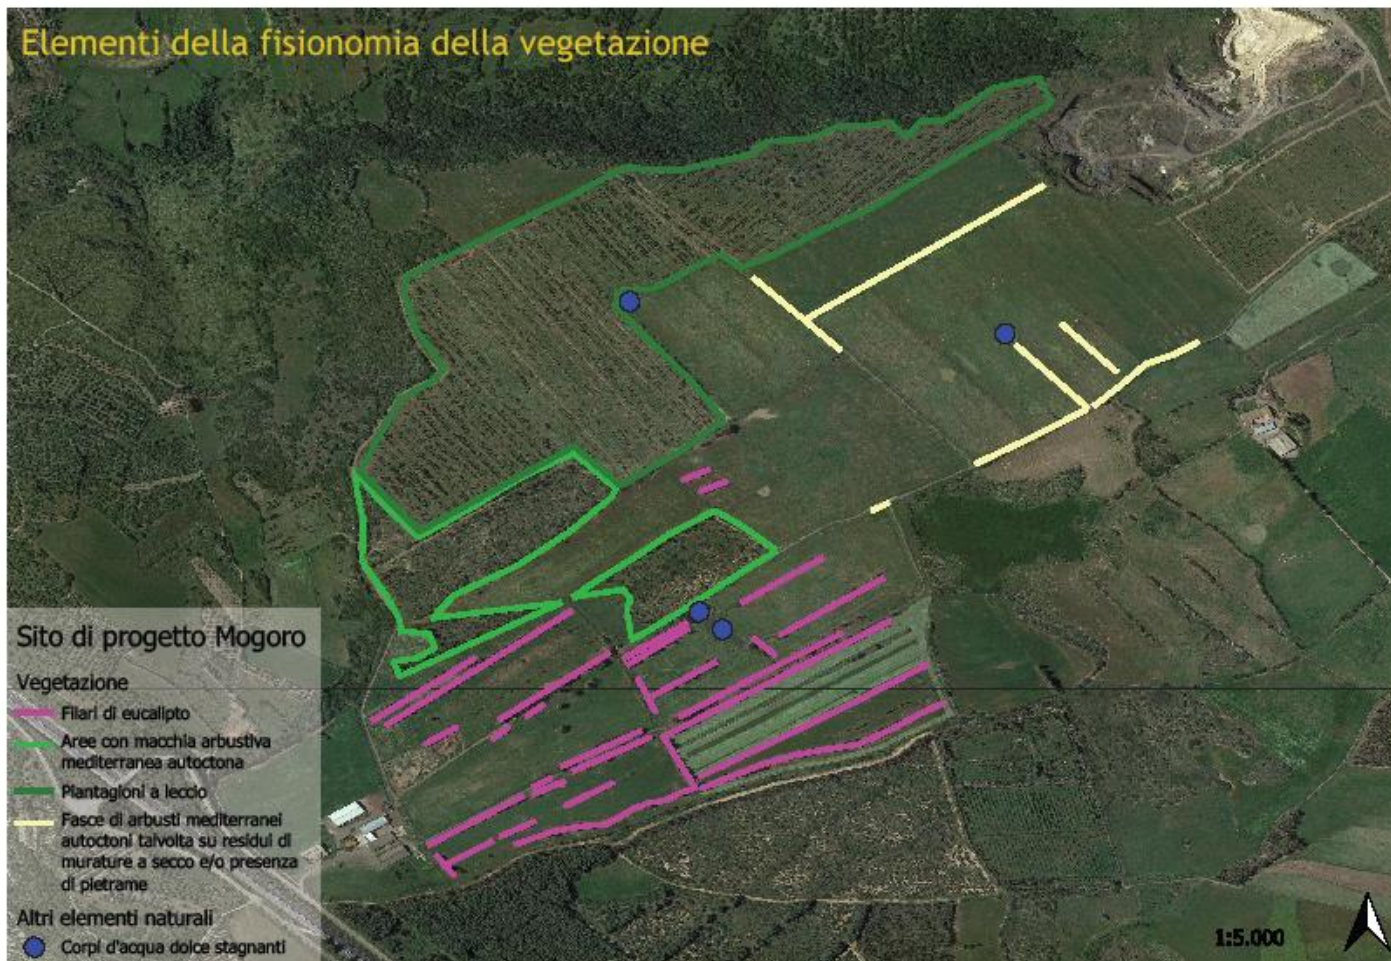 Elementi della fisionomia della vegetazione
Sito di progetto Mogoro
Vegetazione
Filari di eucalipto
Aree con macchia arbustiva
mediterranea autoctona
Plantagioni a leccio
Fasce di arbusti mediterranei
autoctoni talvolta su residui di
murature a secco e/o presenza
di pietrame
Altri elementi naturali
Corpi d'acqua dolce stagnanti
1:5.000